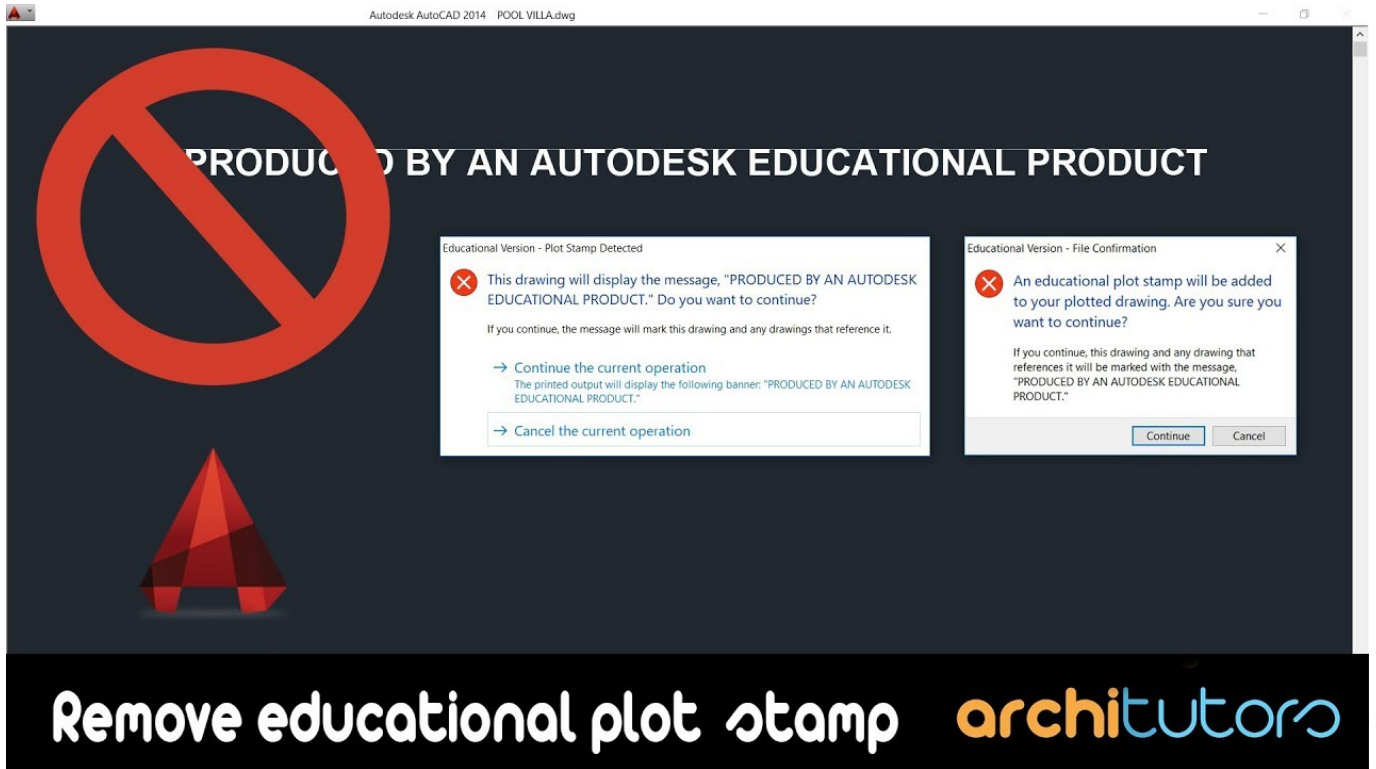 Autodesk AutoCAD 2014 POOL VILLA.dwg
PRODUCED BY AN AUTODESK EDUCATIONAL PRODUCT
Educational Version - Plot Stamp Detected
This drawing will display the message, "PRODUCED BY AN AUTODESK
EDUCATIONAL PRODUCT." Do you want to continue?
If you continue, the message will mark this drawing and any drawings that reference it.
Continue the current operation
The printed output will display the following banner: "PRODUCED BY AN AUTODESK
EDUCATIONAL PRODUCT."
Cancel the current operation
Educational Version - File Confirmation
An educational plot stamp will be added
to your plotted drawing. Are you sure you
want to continue?
If you continue, this drawing and any drawing that
references it will be marked with the message,
"PRODUCED BY AN AUTODESK EDUCATIONAL
PRODUCT."
Continue Cancel
Remove educational plot stamp
architutors